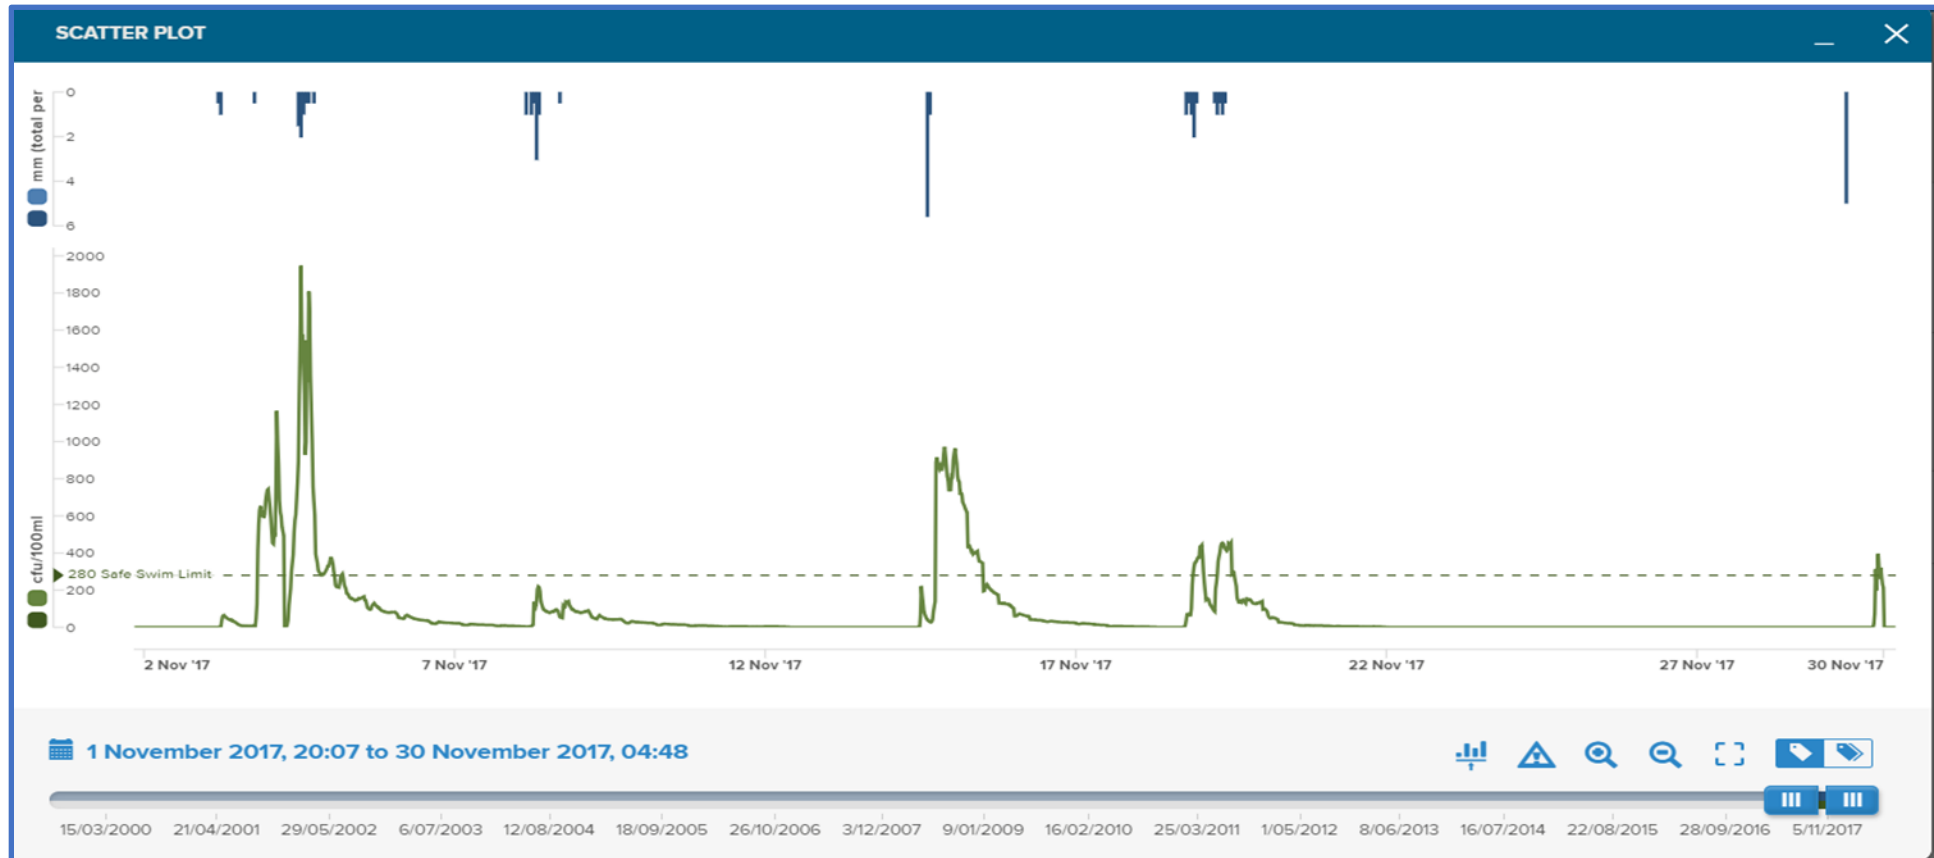 SCATTER PLOT
mm (total per
0
2
4
6
cfu/100ml
2000
1800
1600
1400
1200
1000
800
600
400
280 Safe Swim Limit
200
0
2 Nov '17 7 Nov '17 12 Nov '17 17 Nov '17 22 Nov '17 27 Nov '17 30 Nov '17
1 November 2017, 20:07 to 30 November 2017, 04:48
15/03/2000 21/04/2001 29/05/2002 6/07/2003 12/08/2004 18/09/2005 26/10/2006 3/12/2007 9/01/2009 16/02/2010 25/03/2011 1/05/2012 8/06/2013 16/07/2014 22/08/2015 28/09/2016 5/11/2017